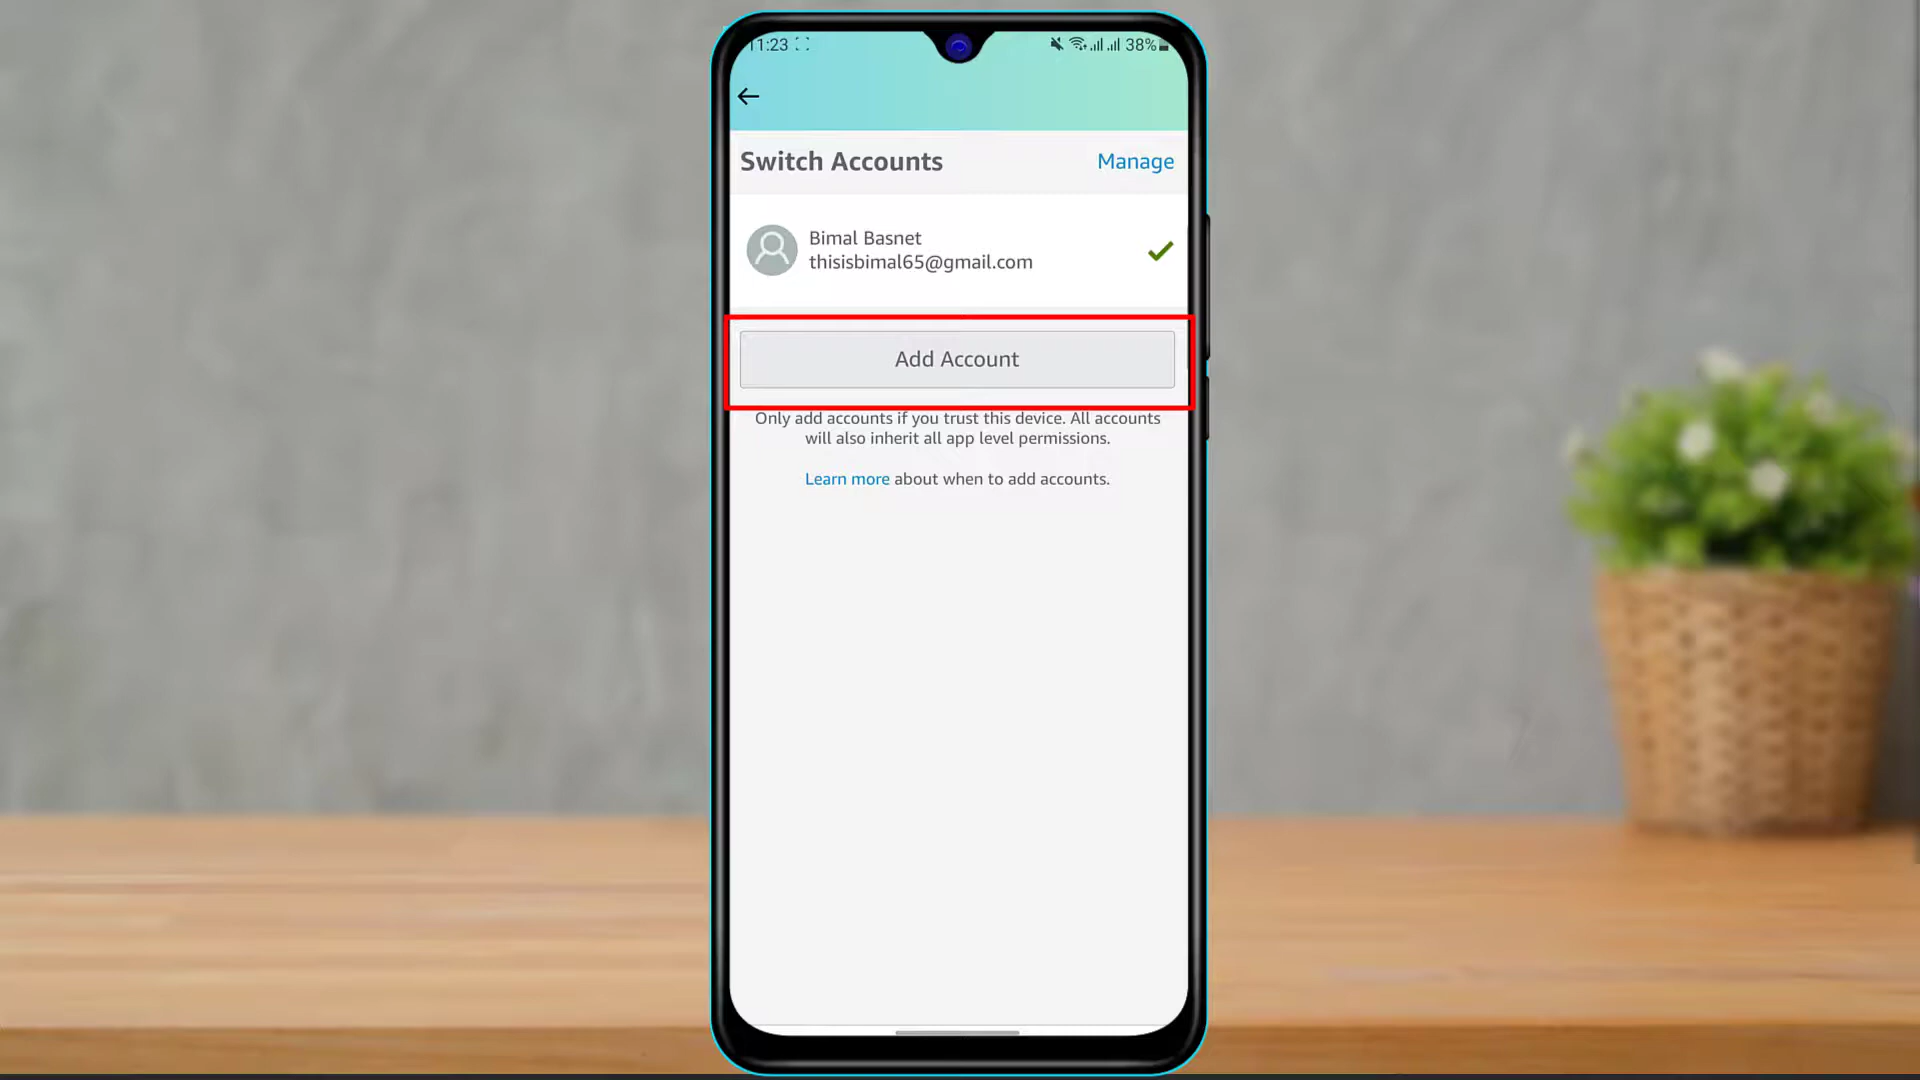 11:23
38%
Switch Accounts
Manage
Bimal Basnet
thisisbimal65@gmail.com
Add Account
Only add accounts if you trust this device. All accounts
will also inherit all app level permissions.
Learn more about when to add accounts.